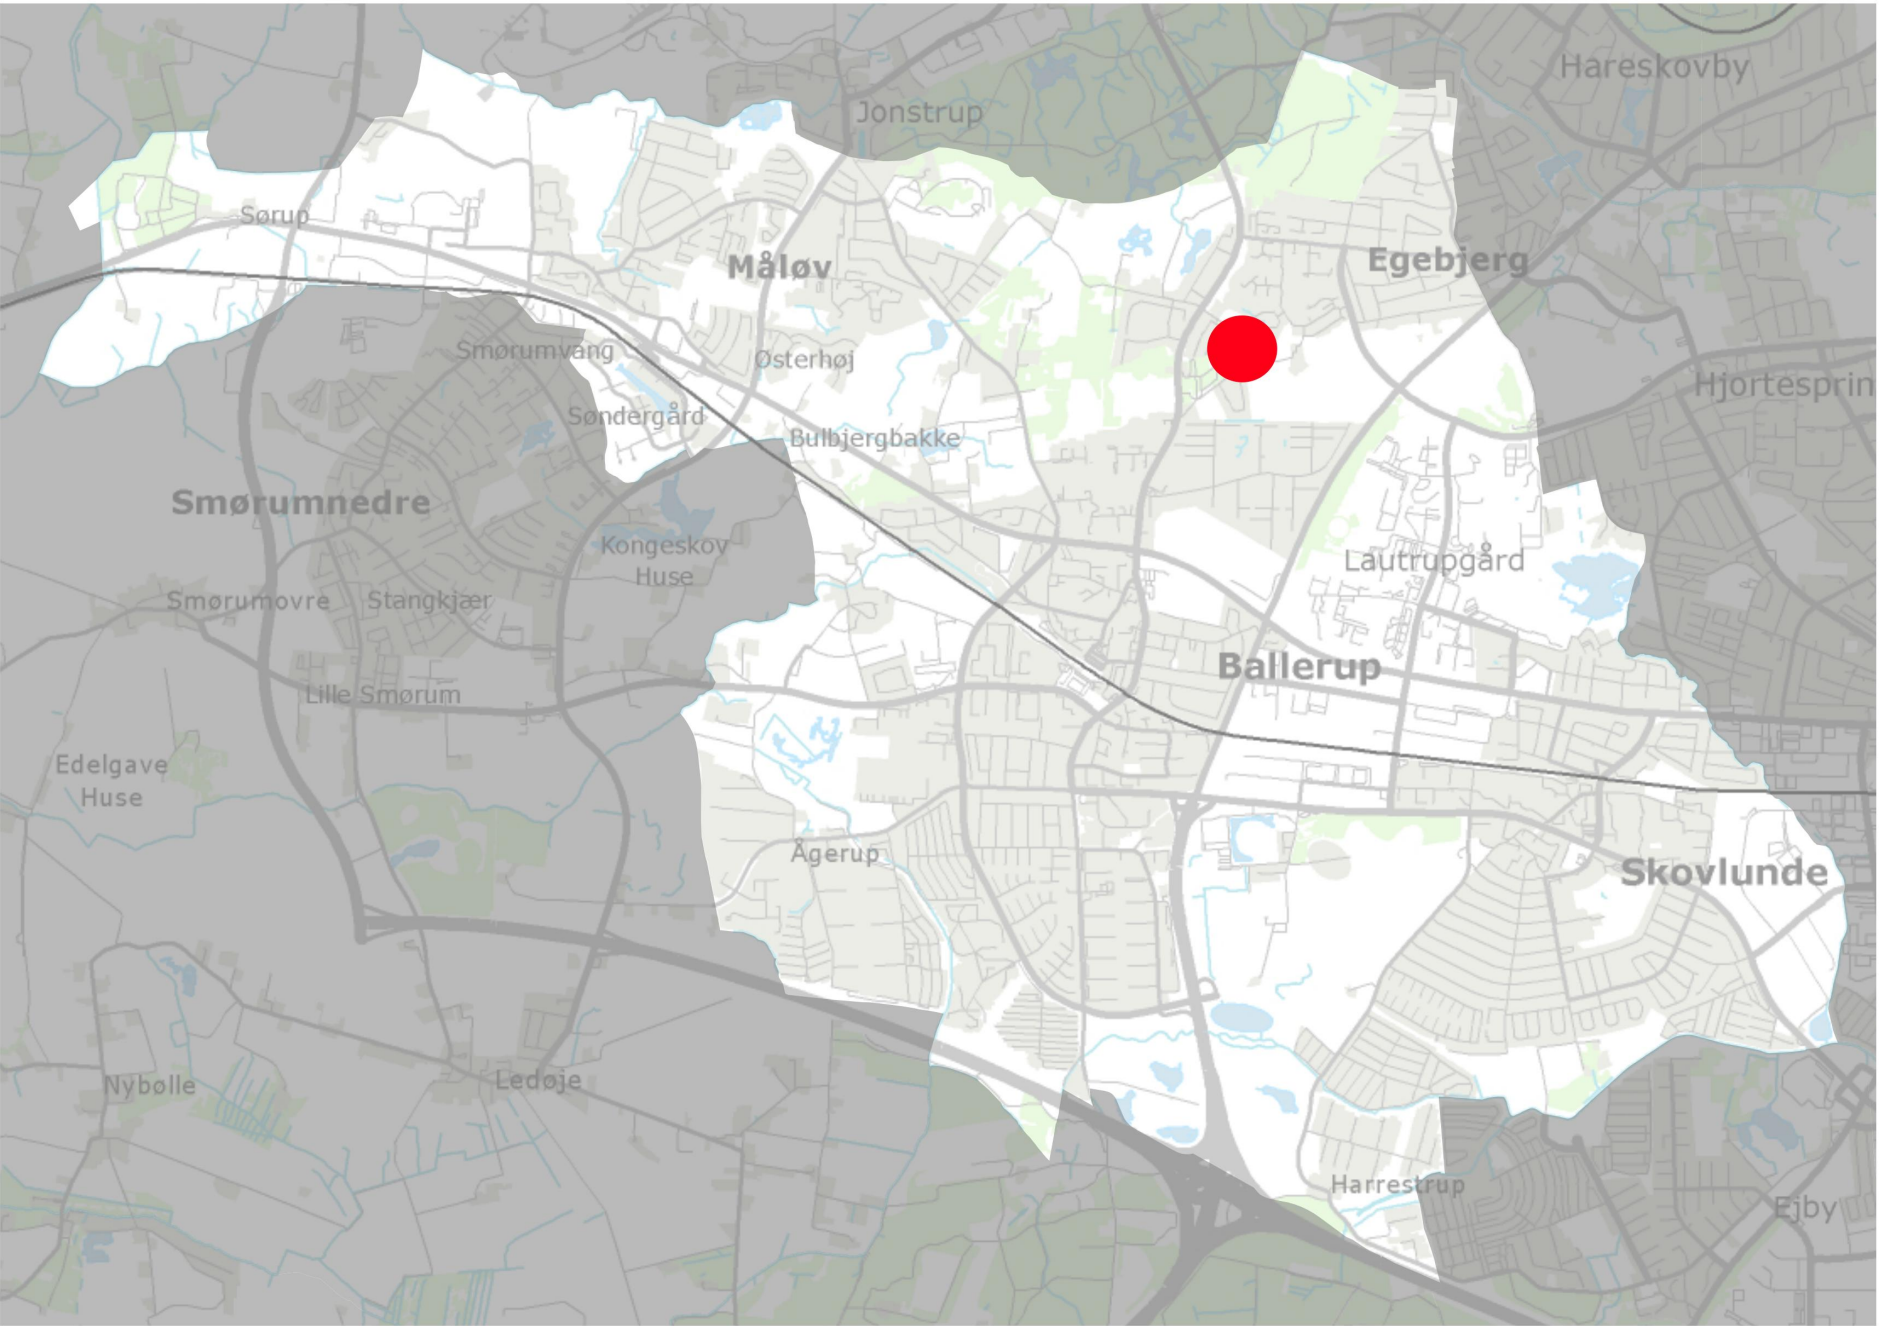 Hareskovby
Jonstrup
Sørup
Måløv
Egebjerg
Smørumvang
Østerhøj
Hjortesprin
Søndergård
Bulbjergbakke
Smørumnedre
Kongeskov
Huse
Lautrupgård
Smørumovre
Stangkjær
Ballerup
Lille Smørum
Edelgave
Huse
Ågerup
Skovlunde
Nybølle
Ledøje
Harrestrup
Ejby